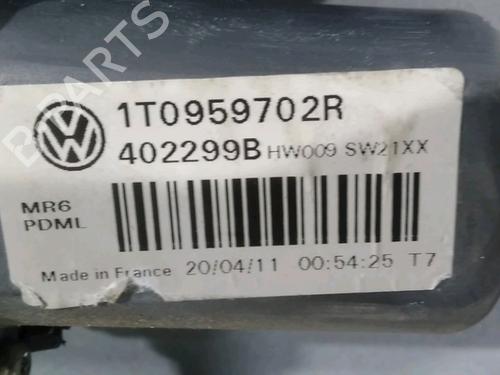 B-PARTS
1T0959702R
402299B HW009 SW21XX
MR6
PDML
Made in France 20/04/11 00:54:25 T7